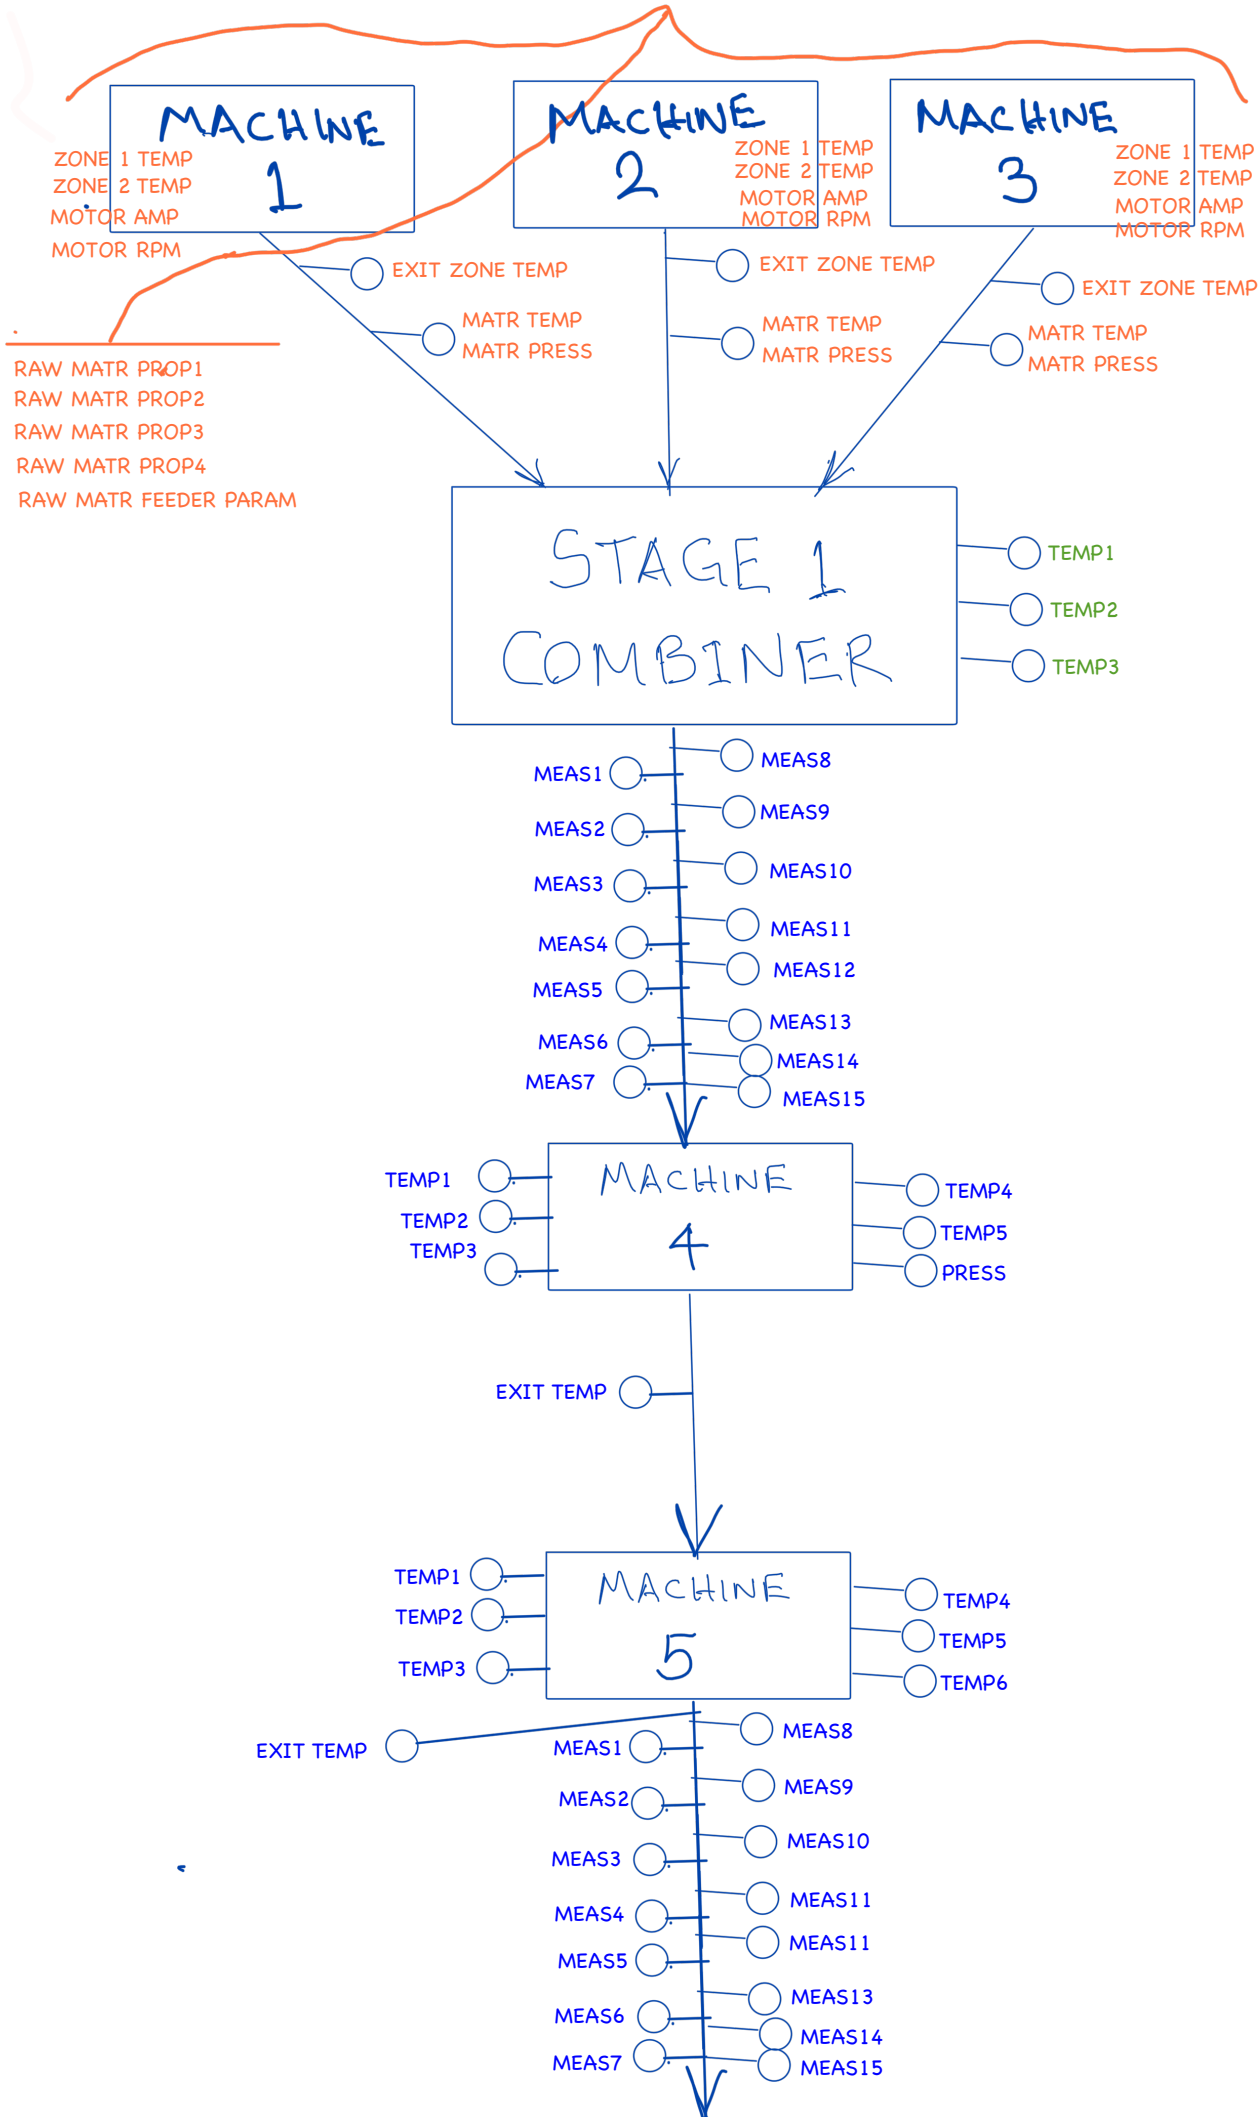 MACHINE
1
ZONE 1 TEMP
ZONE 2 TEMP
MOTOR AMP
MOTOR RPM
MACHINE
2
ZONE 1 TEMP
ZONE 2 TEMP
MOTOR AMP
MOTOR RPM
MACHINE
3
ZONE 1 TEMP
ZONE 2 TEMP
MOTOR AMP
MOTOR RPM
EXIT ZONE TEMP
MATR TEMP
MATR PRESS
EXIT ZONE TEMP
MATR TEMP
MATR PRESS
EXIT ZONE TEMP
MATR TEMP
MATR PRESS
RAW MATR PROP1
RAW MATR PROP2
RAW MATR PROP3
RAW MATR PROP4
RAW MATR FEEDER PARAM
STAGE 1
COMBINER
TEMP1
TEMP2
TEMP3
MEAS1
MEAS2
MEAS3
MEAS4
MEAS5
MEAS6
MEAS7
MEAS8
MEAS9
MEAS10
MEAS11
MEAS12
MEAS13
MEAS14
MEAS15
MACHINE
4
TEMP1
TEMP2
TEMP3
TEMP4
TEMP5
PRESS
EXIT TEMP
MACHINE
5
TEMP1
TEMP2
TEMP3
TEMP4
TEMP5
TEMP6
EXIT TEMP
MEAS1
MEAS2
MEAS3
MEAS4
MEAS5
MEAS6
MEAS7
MEAS8
MEAS9
MEAS10
MEAS11
MEAS11
MEAS13
MEAS14
MEAS15